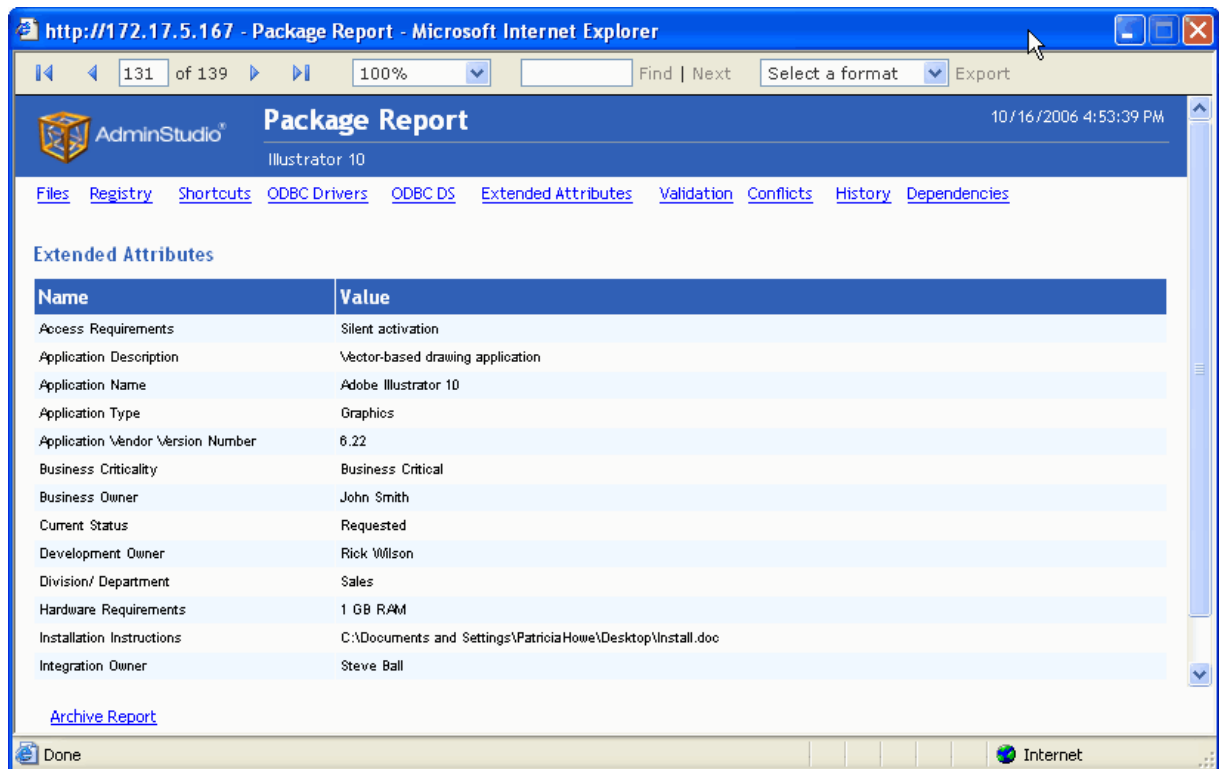 http://172.17.5.167 - Package Report - Microsoft Internet Explorer
131 of 139 100% Find | Next Select a format Export
AdminStudio® Package Report 10/16/2006 4:53:39 PM
Illustrator 10
Files Registry Shortcuts ODBC Drivers ODBC DS Extended Attributes Validation Conflicts History Dependencies
Extended Attributes
Name Value
Access Requirements Silent activation
Application Description Vector-based drawing application
Application Name Adobe Illustrator 10
Application Type Graphics
Application Vendor Version Number 6.22
Business Criticality Business Critical
Business Owner John Smith
Current Status Requested
Development Owner Rick Wilson
Division/ Department Sales
Hardware Requirements 1 GB RAM
Installation Instructions C:\Documents and Settings\PatriciaHowe\Desktop\Install.doc
Integration Owner Steve Ball
Archive Report
Done Internet